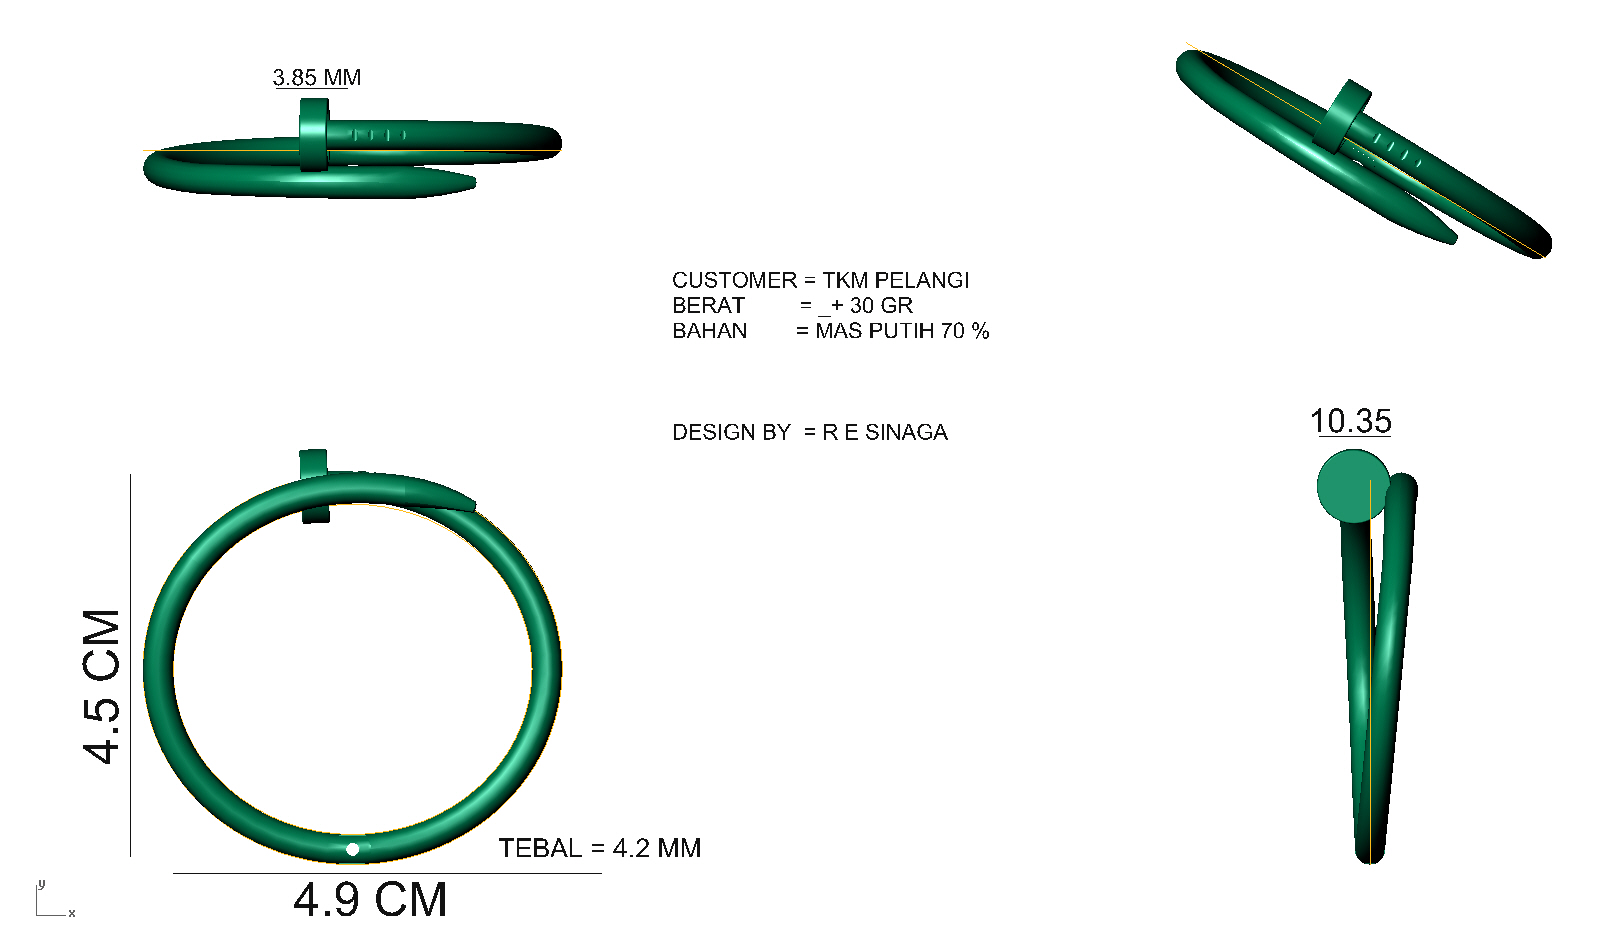 3.85 MM
CUSTOMER = TKM PELANGI
BERAT = _+ 30 GR
BAHAN = MAS PUTIH 70 %
DESIGN BY = R E SINAGA
10.35
4.5 CM
TEBAL = 4.2 MM
4.9 CM
y
x